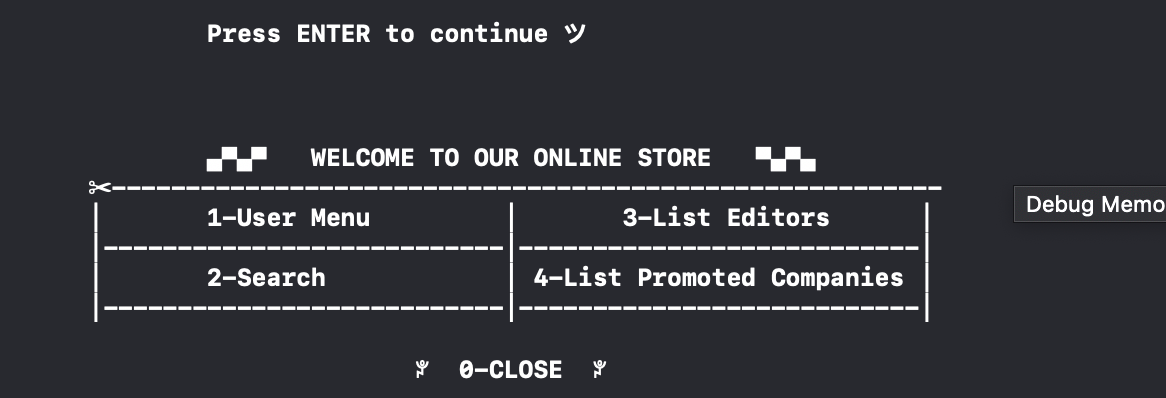 Press ENTER to continue ツ
WELCOME TO OUR ONLINE STORE
1-User Menu 3-List Editors
Debug Memo
2-Search 4-List Promoted Companies
0-CLOSE